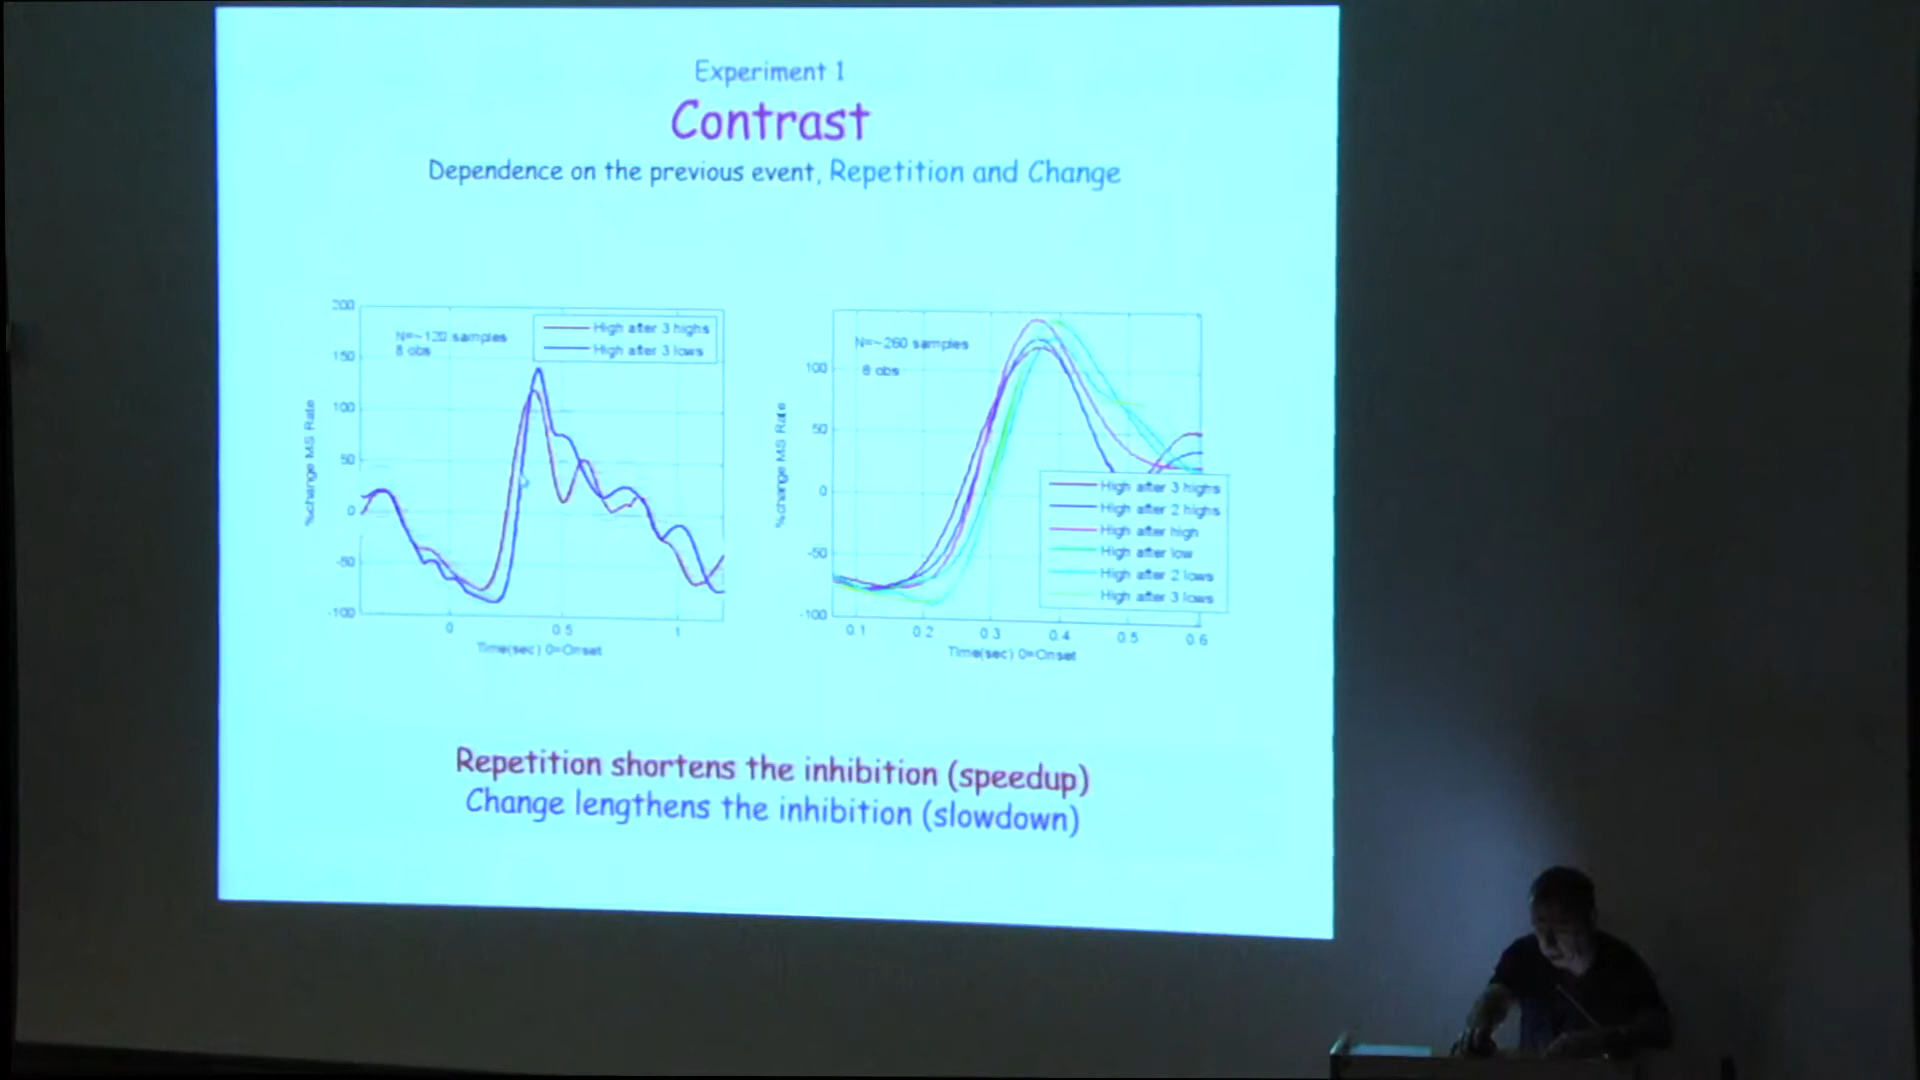 Experiment 1
Contrast
Dependence on the previous event, Repetition and Change
200
150
100
50
0
-50
-100
%change MS Rate
N=~120 samples
8 obs
High after 3 highs
High after 3 lows
0
0.5
1
Time(sec) 0=Onset
100
50
0
-50
-100
%change MS Rate
N=~260 samples
8 obs
High after 3 highs
High after 2 highs
High after high
High after low
High after 2 lows
High after 3 lows
0.1
0.2
0.3
0.4
0.5
0.6
Time(sec) 0=Onset
Repetition shortens the inhibition (speedup)
Change lengthens the inhibition (slowdown)